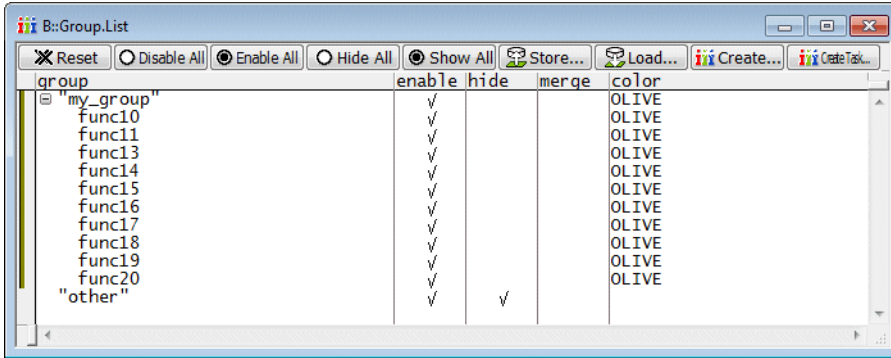 B::Group.List
Reset Disable All Enable All Hide All Show All Store... Load... Create... Create Task...
group enable hide merge color
"my_group" √ OLIVE
func10 √ OLIVE
func11 √ OLIVE
func13 √ OLIVE
func14 √ OLIVE
func15 √ OLIVE
func16 √ OLIVE
func17 √ OLIVE
func18 √ OLIVE
func19 √ OLIVE
func20 √ OLIVE
"other" √ √